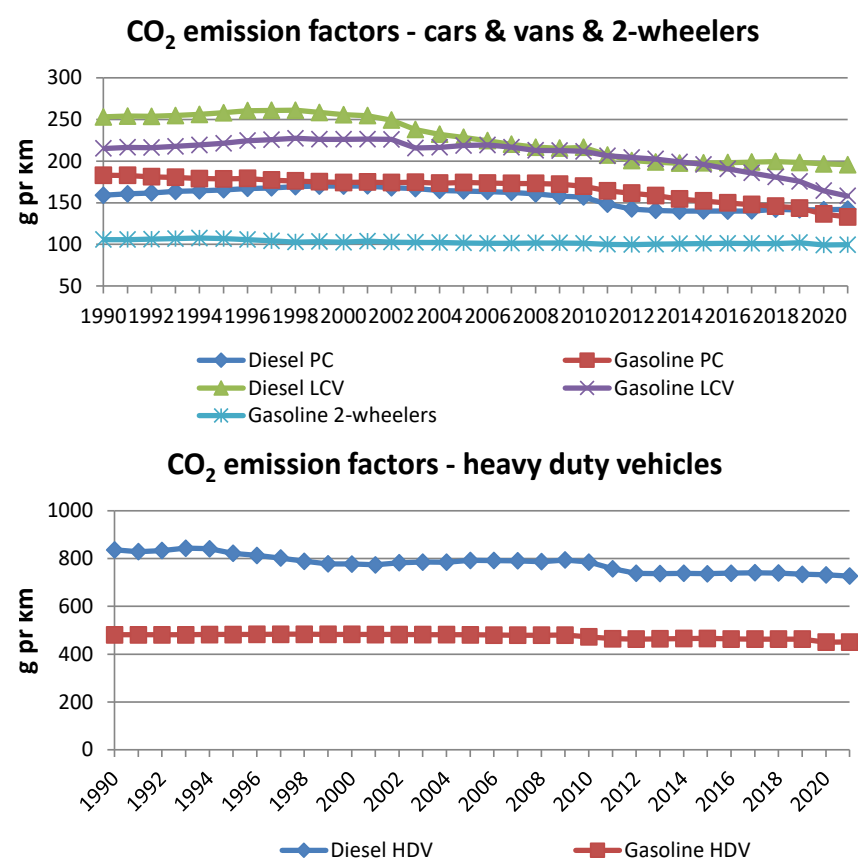 CO₂ emission factors - cars & vans & 2-wheelers
300
250
200
150
100
50
g pr km
1990 1992 1994 1996 1998 2000 2002 2004 2006 2008 2010 2012 2014 2016 2018 2020
Diesel PC Gasoline PC
Diesel LCV Gasoline LCV
Gasoline 2-wheelers
CO₂ emission factors - heavy duty vehicles
1000
800
600
400
200
0
g pr km
1990 1992 1994 1996 1998 2000 2002 2004 2006 2008 2010 2012 2014 2016 2018 2020
Diesel HDV Gasoline HDV